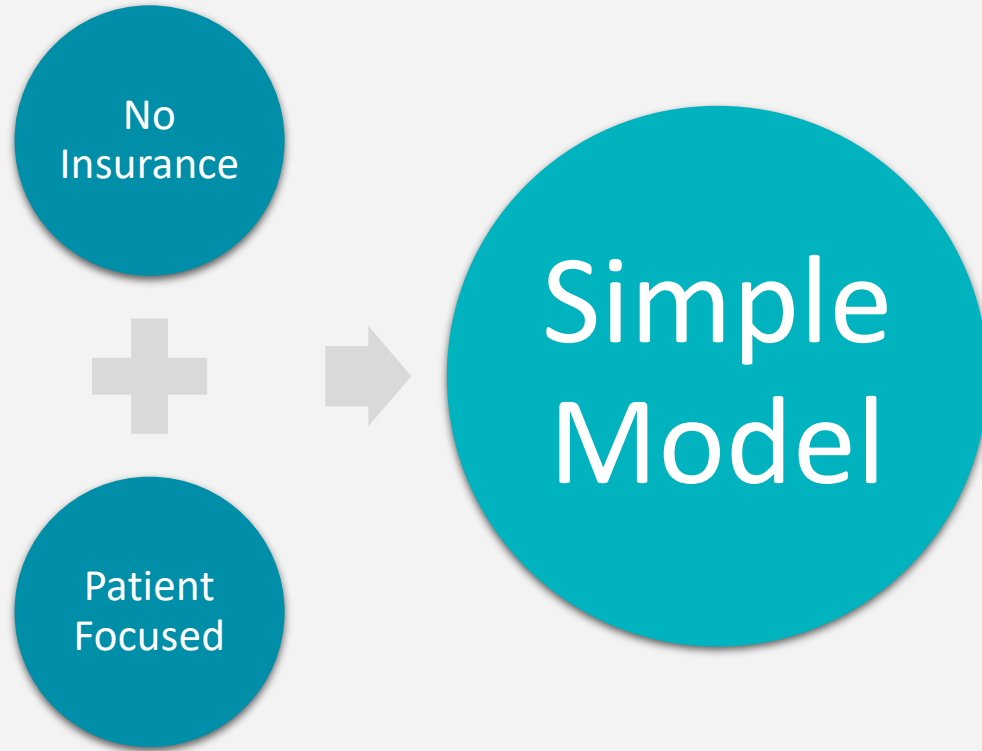 No
Insurance
Patient
Focused
Simple
Model